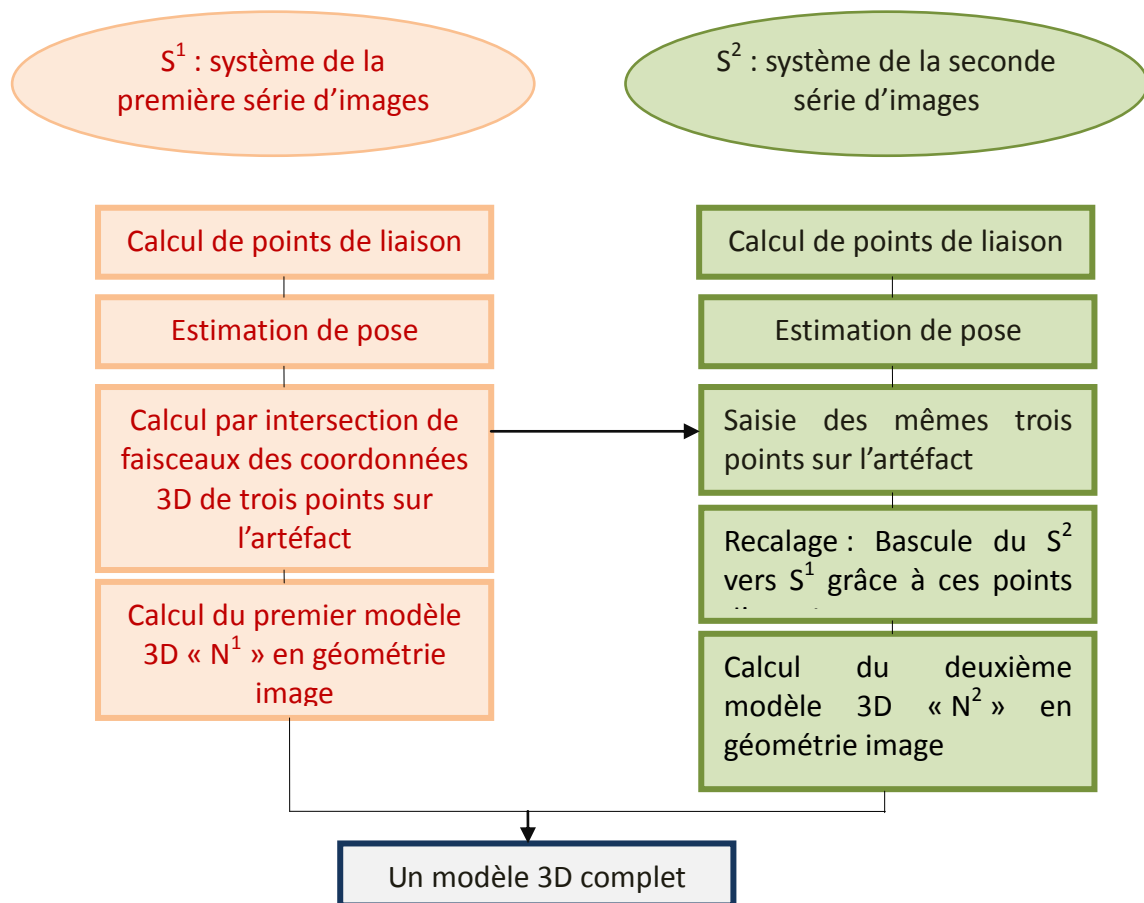 S¹ : système de la
première série d’images
S² : système de la seconde
série d’images
Calcul de points de liaison
Estimation de pose
Calcul par intersection de
faisceaux des coordonnées
3D de trois points sur
l’artéfact
Calcul du premier modèle
3D « N¹ » en géométrie
image
Calcul de points de liaison
Estimation de pose
Saisie des mêmes trois
points sur l’artéfact
Recalage : Bascule du S²
vers S¹ grâce à ces points
Calcul du deuxième
modèle 3D « N² » en
géométrie image
Un modèle 3D complet